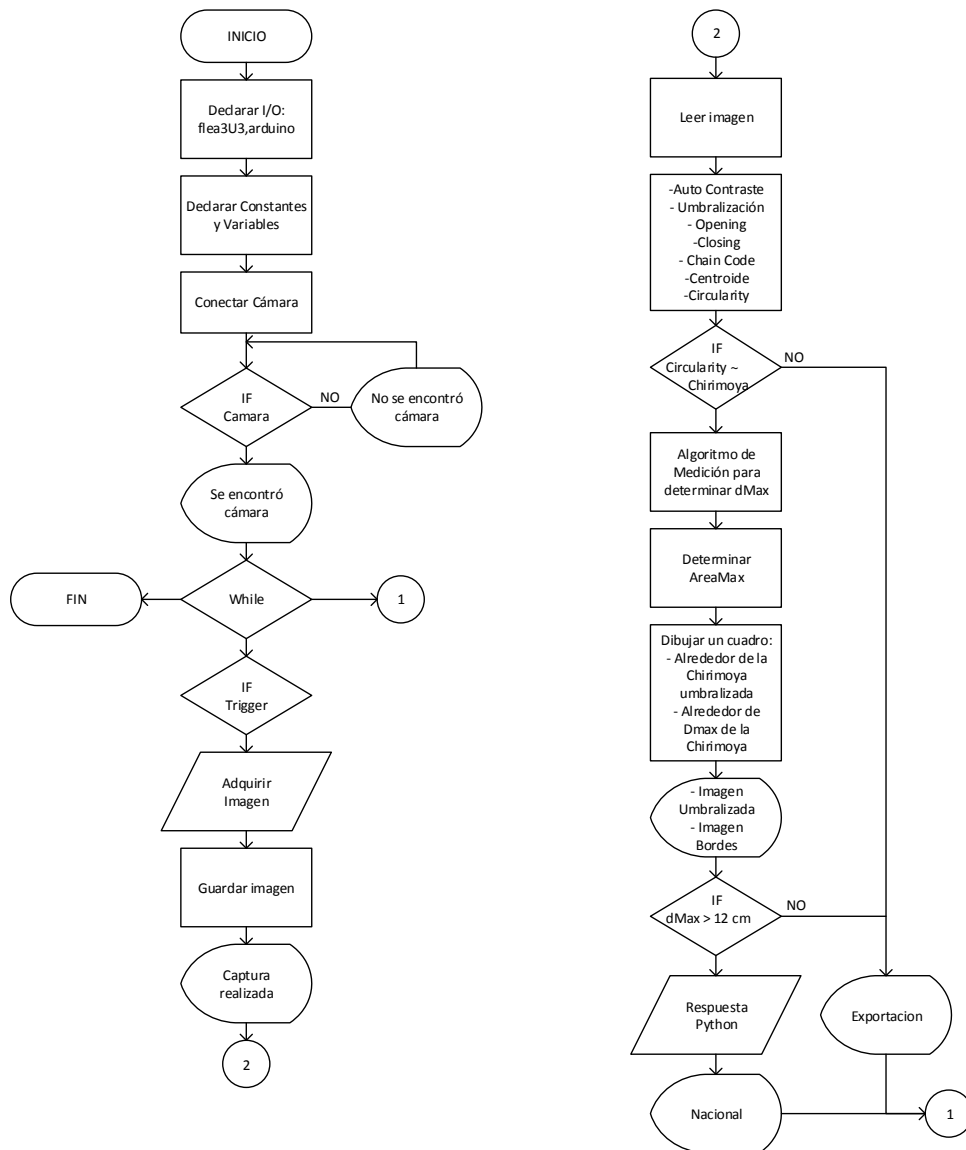 INICIO
Declarar I/O:
flea3U3,arduino
Declarar Constantes
y Variables
Conectar Cámara
IF
Camara
NO
No se encontró
cámara
Se encontró
cámara
FIN
While
1
IF
Trigger
Adquirir
Imagen
Guardar imagen
Captura
realizada
2
2
Leer imagen
-Auto Contraste
- Umbralización
- Opening
-Closing
- Chain Code
-Centroide
-Circularity
IF
Circularity ~
Chirimoya
NO
Algoritmo de
Medición para
determinar dMax
Determinar
AreaMax
Dibujar un cuadro:
- Alrededor de la
Chirimoya
umbralizada
- Alrededor de
Dmax de la
Chirimoya
- Imagen
Umbralizada
- Imagen
Bordes
IF
dMax > 12 cm
NO
Respuesta
Python
Exportacion
Nacional
1